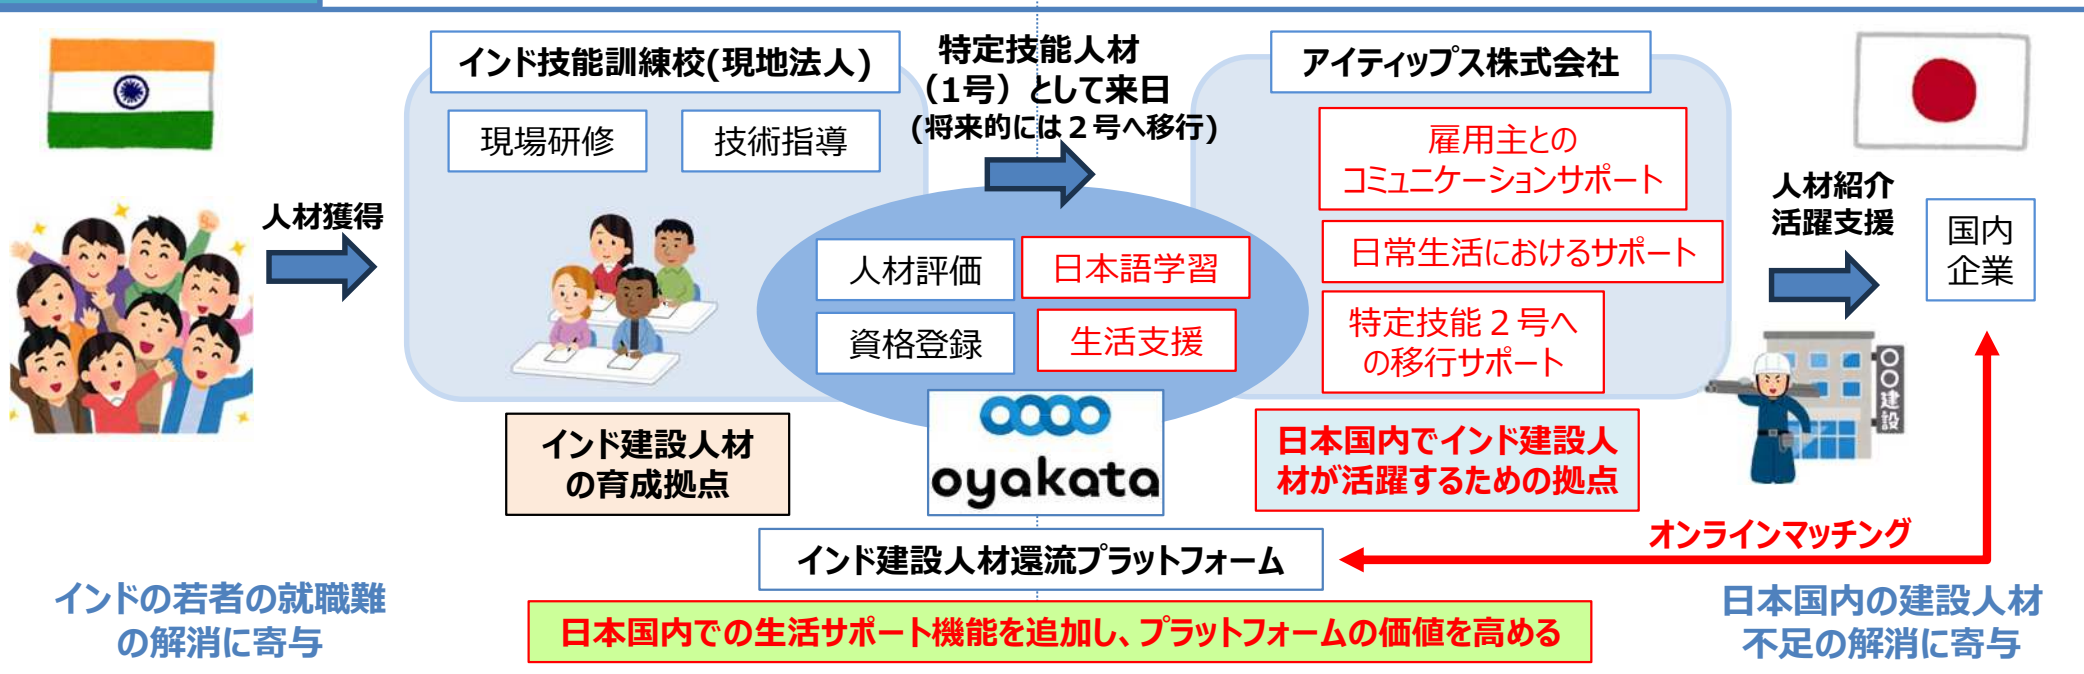 インド技能訓練校(現地法人)
現場研修
技術指導
人材獲得
インド建設人材
の育成拠点
特定技能人材
（1号）として来日
(将来的には２号へ移行)
人材評価
日本語学習
資格登録
生活支援
oyakata
アイティップス株式会社
雇用主との
コミュニケーションサポート
日常生活におけるサポート
特定技能２号へ
の移行サポート
日本国内でインド建設人
材が活躍するための拠点
人材紹介
活躍支援
国内
企業
〇〇建設
オンラインマッチング
インド建設人材還流プラットフォーム
日本国内での生活サポート機能を追加し、プラットフォームの価値を高める
インドの若者の就職難
の解消に寄与
日本国内の建設人材
不足の解消に寄与